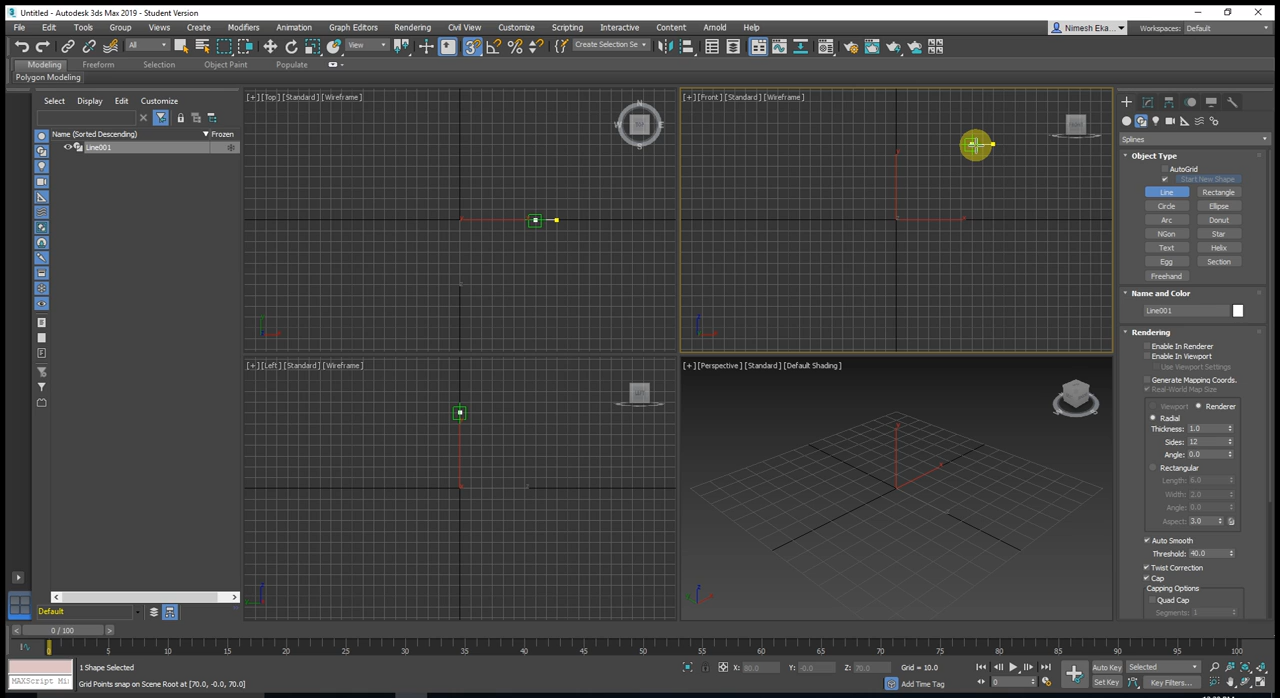 Untitled - Autodesk 3ds Max 2019 - Student Version
File Edit Tools Group Views Create Modifiers Animation Graph Editors Rendering Civil View Customize Scripting Interactive Content Arnold Help
Nimesh Eka... Workspaces: Default
All View Create Selection Se
Modeling Freeform Selection Object Paint Populate
Polygon Modeling
Select Display Edit Customize
Name (Sorted Descending) Frozen
Line001
Default
[+] [Top] [Standard] [Wireframe]
N
W TOP E
S
[+] [Front] [Standard] [Wireframe]
FRONT
[+] [Left] [Standard] [Wireframe]
LEFT
[+] [Perspective] [Standard] [Default Shading]
Splines
Object Type
AutoGrid
Start New Shape
Line Rectangle
Circle Ellipse
Arc Donut
NGon Star
Text Helix
Egg Section
Freehand
Name and Color
Line001
Rendering
Enable In Renderer
Enable In Viewport
Use Viewport Settings
Generate Mapping Coords.
Real-World Map Size
Viewport Renderer
Radial
Thickness: 1.0
Sides: 12
Angle: 0.0
Rectangular
Length: 6.0
Width: 2.0
Angle: 0.0
Aspect: 3.0
Auto Smooth
Threshold: 40.0
Twist Correction
Cap
Capping Options
Quad Cap
Segments: 1
0 / 100
0 5 10 15 20 25 30 35 40 45 50 55 60 65 70 75 80 85 90 95 100
1 Shape Selected
X: 80.0 Y: -0.0 Z: 70.0 Grid = 10.0
Auto Key Selected
MAXScript Mi
Grid Points snap on Scene Root at [70.0, -0.0, 70.0]
Add Time Tag
0
Set Key Key Filters...